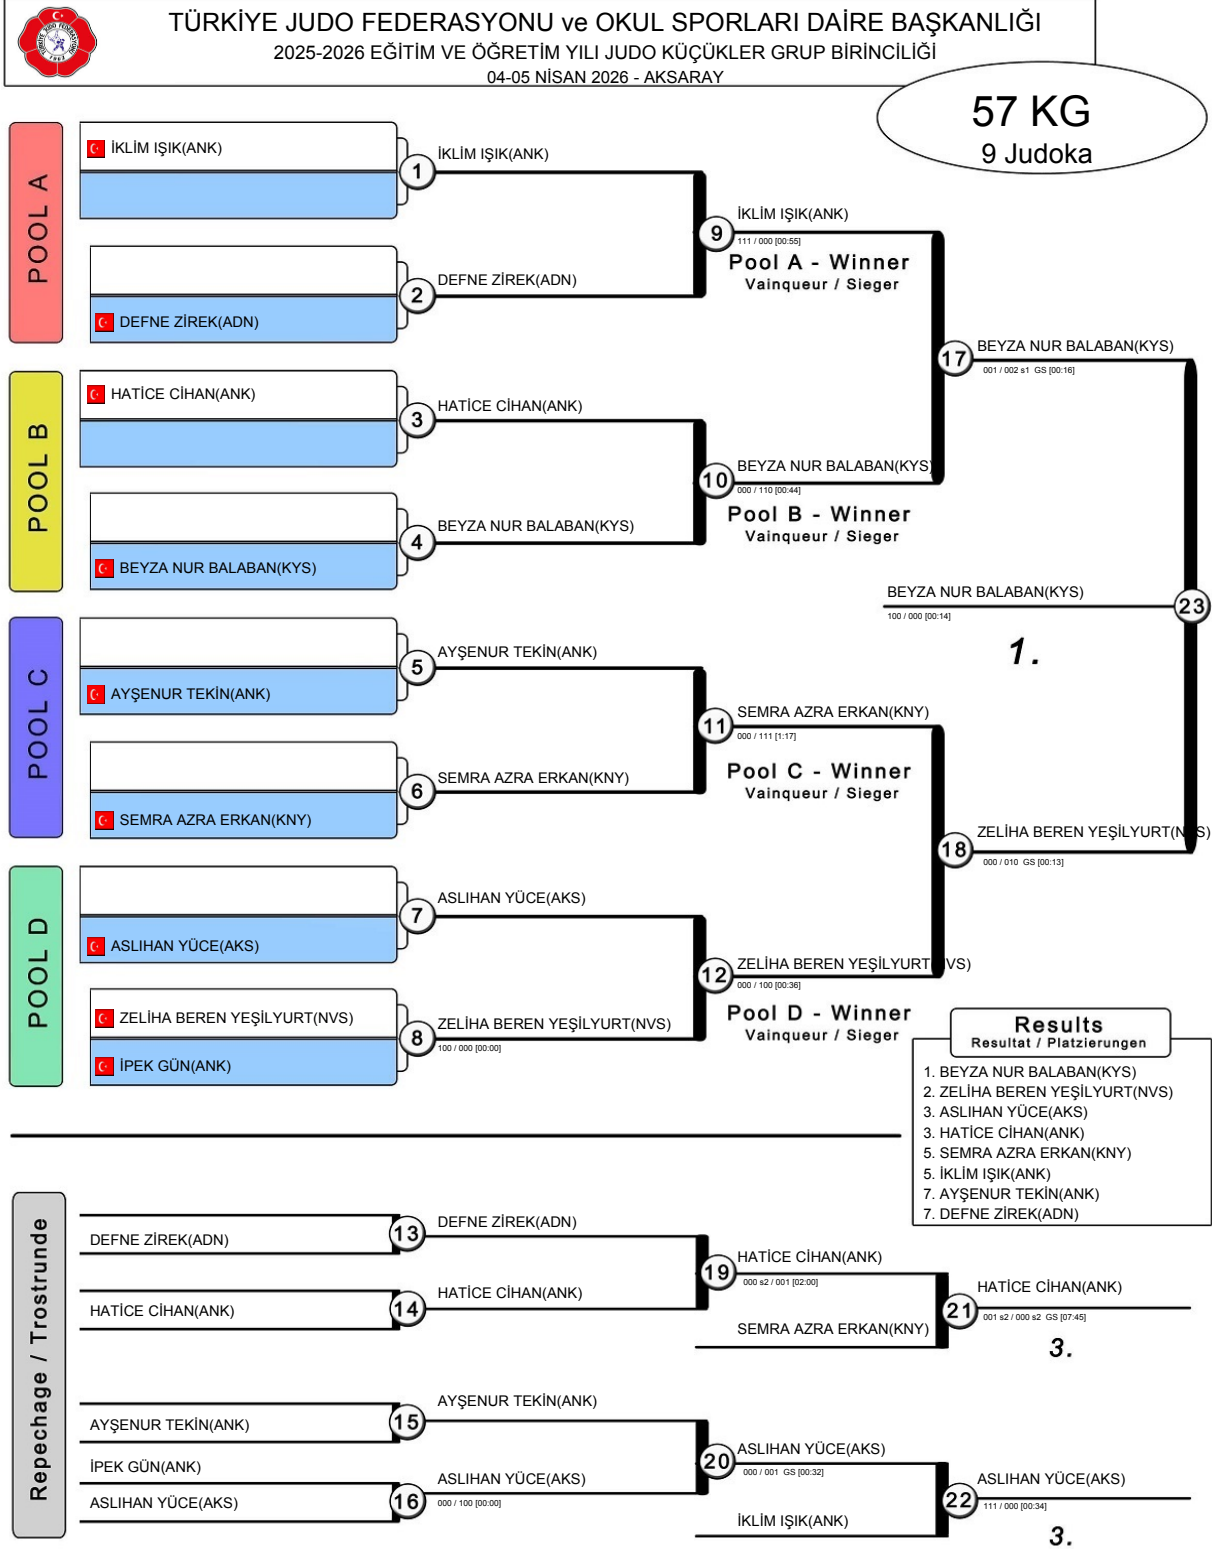 TÜRKİYE JUDO FEDERASYONU ve OKUL SPORLARI DAİRE BAŞKANLIĞI
2025-2026 EĞİTİM VE ÖĞRETİM YILI JUDO KÜÇÜKLER GRUP BİRİNCİLİĞİ
04-05 NİSAN 2026 - AKSARAY
57 KG
9 Judoka
POOL A
İKLİM IŞIK(ANK)
1
İKLİM IŞIK(ANK)
DEFNE ZİREK(ADN)
2
DEFNE ZİREK(ADN)
9
İKLİM IŞIK(ANK)
111 / 000 [00:55]
Pool A - Winner
Vainqueur / Sieger
POOL B
HATİCE CİHAN(ANK)
3
HATİCE CİHAN(ANK)
BEYZA NUR BALABAN(KYS)
4
BEYZA NUR BALABAN(KYS)
10
BEYZA NUR BALABAN(KYS)
000 / 110 [00:44]
Pool B - Winner
Vainqueur / Sieger
17
BEYZA NUR BALABAN(KYS)
001 / 002 s1 GS [00:16]
BEYZA NUR BALABAN(KYS)
100 / 000 [00:14]
23
1.
POOL C
AYŞENUR TEKİN(ANK)
5
AYŞENUR TEKİN(ANK)
SEMRA AZRA ERKAN(KNY)
6
SEMRA AZRA ERKAN(KNY)
11
SEMRA AZRA ERKAN(KNY)
000 / 111 [1:17]
Pool C - Winner
Vainqueur / Sieger
18
ZELİHA BEREN YEŞİLYURT(NVS)
000 / 010 GS [00:13]
POOL D
ASLIHAN YÜCE(AKS)
7
ASLIHAN YÜCE(AKS)
ZELİHA BEREN YEŞİLYURT(NVS)
İPEK GÜN(ANK)
8
ZELİHA BEREN YEŞİLYURT(NVS)
100 / 000 [00:00]
12
ZELİHA BEREN YEŞİLYURT(NVS)
000 / 100 [00:36]
Pool D - Winner
Vainqueur / Sieger
Results
Resultat / Platzierungen
1. BEYZA NUR BALABAN(KYS)
2. ZELİHA BEREN YEŞİLYURT(NVS)
3. ASLIHAN YÜCE(AKS)
3. HATİCE CİHAN(ANK)
5. SEMRA AZRA ERKAN(KNY)
5. İKLİM IŞIK(ANK)
7. AYŞENUR TEKİN(ANK)
7. DEFNE ZİREK(ADN)
Repechage / Trostrunde
DEFNE ZİREK(ADN)
13
DEFNE ZİREK(ADN)
HATİCE CİHAN(ANK)
14
HATİCE CİHAN(ANK)
19
HATİCE CİHAN(ANK)
000 s2 / 001 [02:00]
SEMRA AZRA ERKAN(KNY)
21
HATİCE CİHAN(ANK)
001 s2 / 000 s2 GS [07:45]
3.
AYŞENUR TEKİN(ANK)
15
AYŞENUR TEKİN(ANK)
İPEK GÜN(ANK)
ASLIHAN YÜCE(AKS)
16
ASLIHAN YÜCE(AKS)
000 / 100 [00:00]
20
ASLIHAN YÜCE(AKS)
000 / 001 GS [00:32]
İKLİM IŞIK(ANK)
22
ASLIHAN YÜCE(AKS)
111 / 000 [00:34]
3.